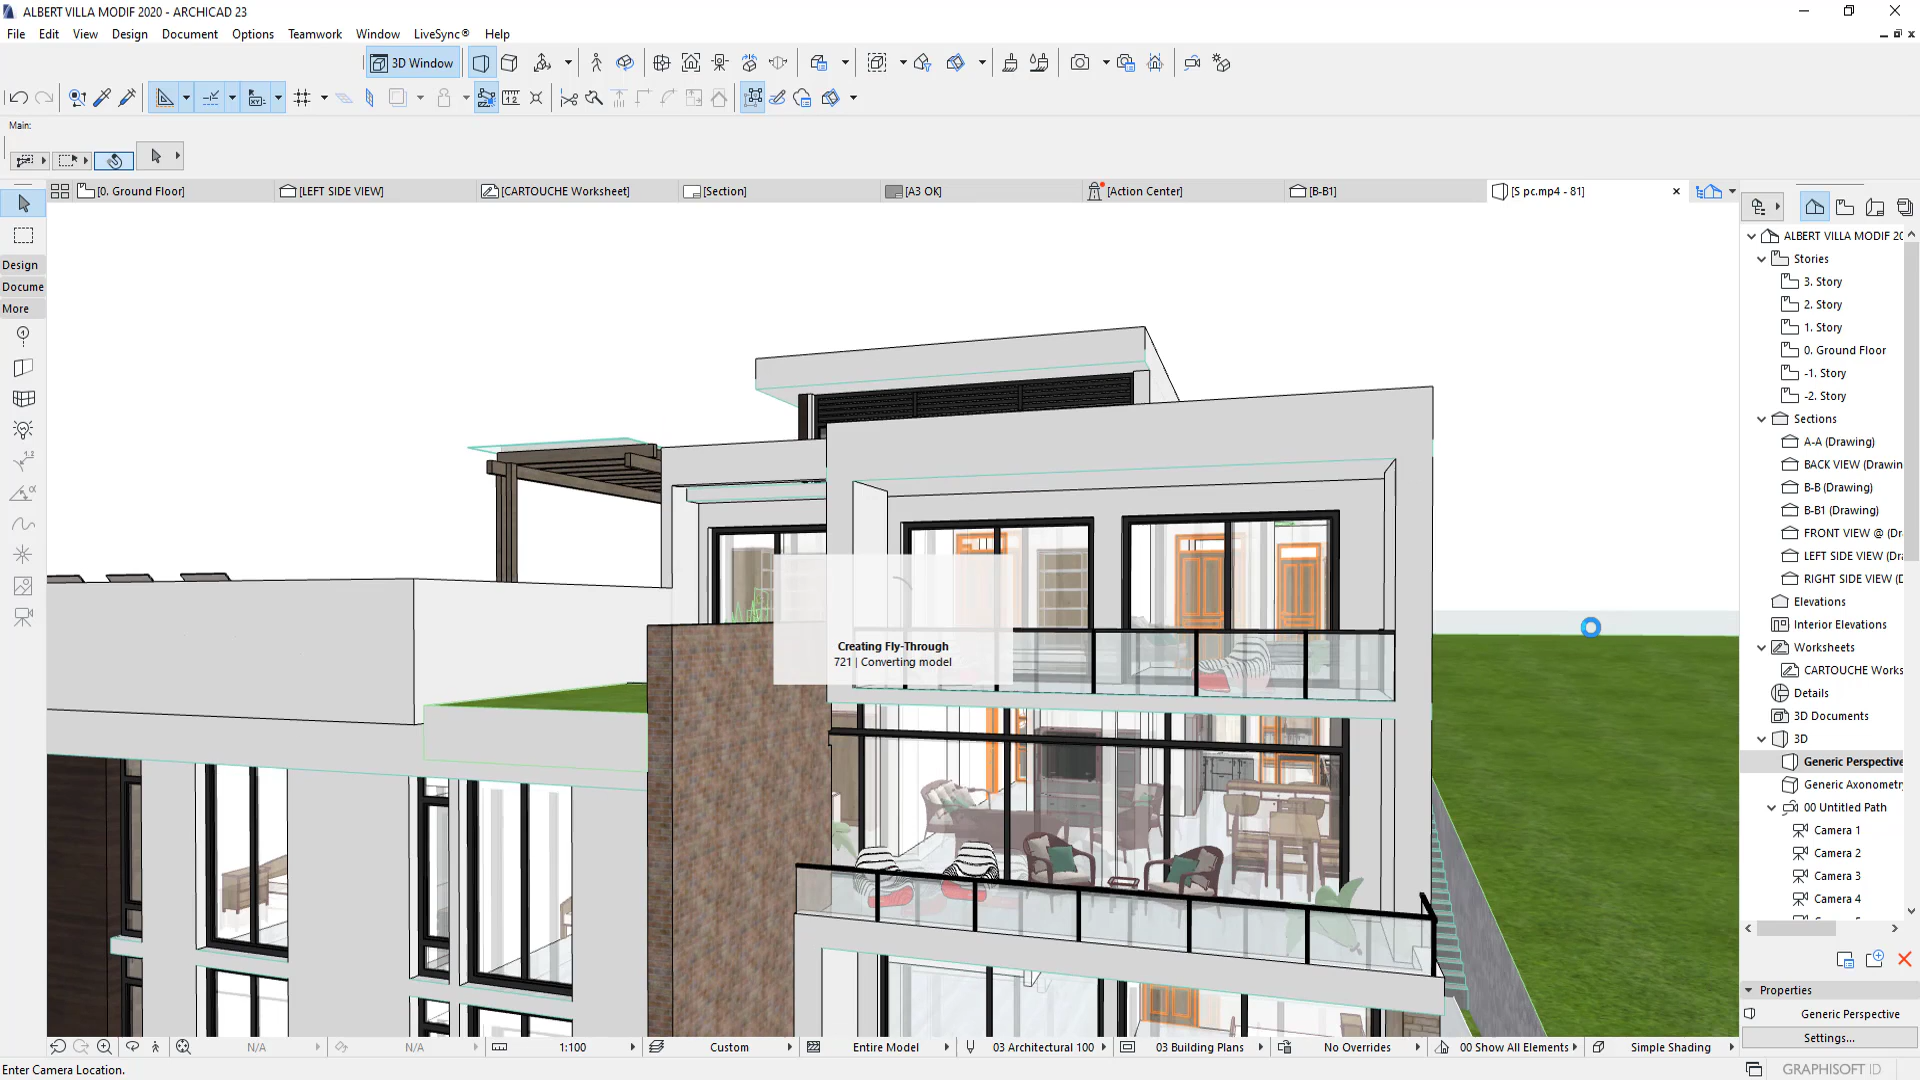 ALBERT VILLA MODIF 2020 - ARCHICAD 23
File Edit View Design Document Options Teamwork Window LiveSync® Help
3D Window
Main:
[0. Ground Floor] [LEFT SIDE VIEW] [CARTOUCHE Worksheet] [Section] [A3 OK] [Action Center] [B-B1] [S pc.mp4 - 81]
Design
Docume
More
ALBERT VILLA MODIF 20
Stories
3. Story
2. Story
1. Story
0. Ground Floor
-1. Story
-2. Story
Sections
A-A (Drawing)
BACK VIEW (Drawin
B-B (Drawing)
B-B1 (Drawing)
FRONT VIEW @ (Dr
LEFT SIDE VIEW (Dra
RIGHT SIDE VIEW (D
Elevations
Interior Elevations
Worksheets
CARTOUCHE Works
Details
3D Documents
3D
Generic Perspective
Generic Axonometr
00 Untitled Path
Camera 1
Camera 2
Camera 3
Camera 4
Properties
Generic Perspective
Settings...
Creating Fly-Through
721 | Converting model
N/A N/A 1:100 Custom Entire Model 03 Architectural 100 03 Building Plans No Overrides 00 Show All Elements Simple Shading
Enter Camera Location.
GRAPHISOFT ID